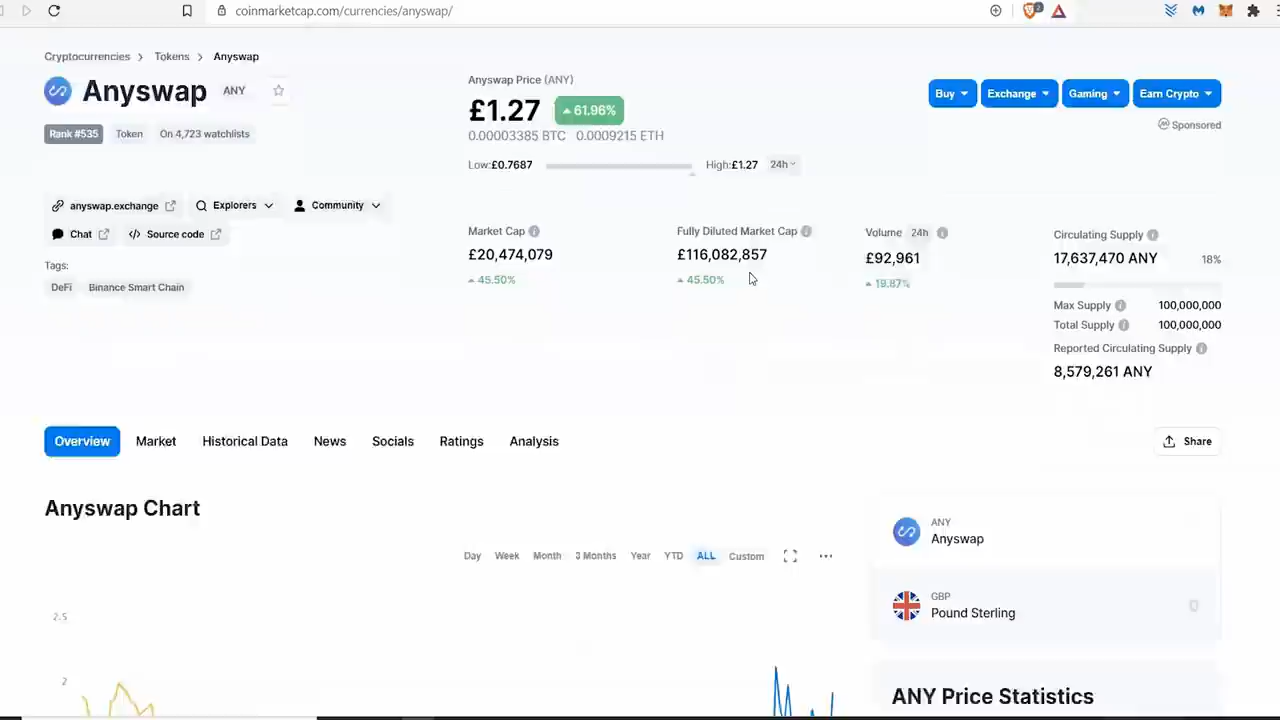 coinmarketcap.com/currencies/anyswap/
2
Cryptocurrencies > Tokens > Anyswap
Anyswap ANY
Rank #535 Token On 4,723 watchlists
anyswap.exchange Explorers Community
Chat Source code
Tags:
DeFi Binance Smart Chain
Anyswap Price (ANY)
£1.27 61.96%
0.00003385 BTC 0.0009215 ETH
Low:£0.7687 High:£1.27 24h
Buy Exchange Gaming Earn Crypto
Sponsored
Market Cap
£20,474,079
45.50%
Fully Diluted Market Cap
£116,082,857
45.50%
Volume 24h
£92,961
19.87%
Circulating Supply
17,637,470 ANY 18%
Max Supply 100,000,000
Total Supply 100,000,000
Reported Circulating Supply
8,579,261 ANY
Overview Market Historical Data News Socials Ratings Analysis
Share
Anyswap Chart
Day Week Month 3 Months Year YTD ALL Custom
2.5
2
ANY
Anyswap
GBP
Pound Sterling
0
ANY Price Statistics